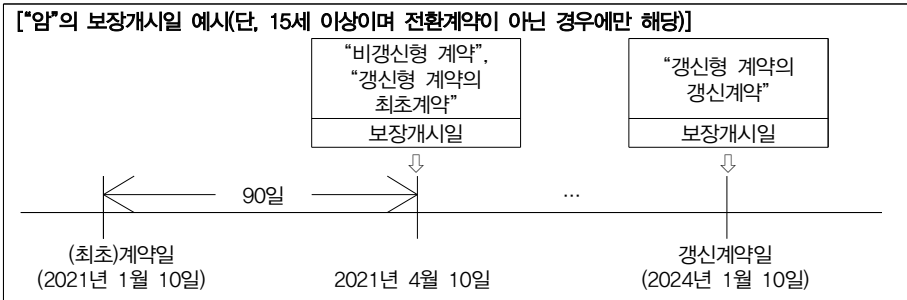 ["암"의 보장개시일 예시(단, 15세 이상이며 전환계약이 아닌 경우에만 해당)]
"비갱신형 계약",
"갱신형 계약의
최초계약"
보장개시일
"갱신형 계약의
갱신계약"
보장개시일
90일
...
(최초)계약일
(2021년 1월 10일)
2021년 4월 10일
갱신계약일
(2024년 1월 10일)